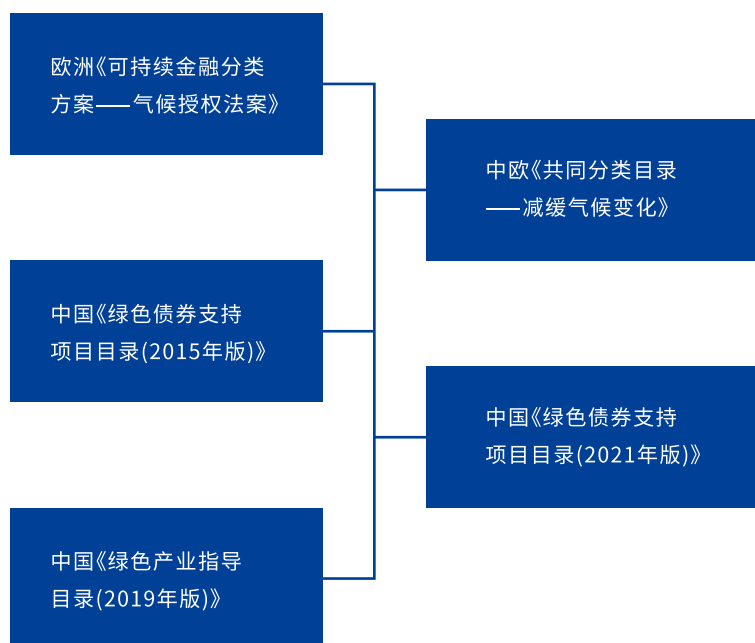 欧洲《可持续金融分类
方案——气候授权法案》
中欧《共同分类目录
——减缓气候变化》
中国《绿色债券支持
项目目录(2015年版)》
中国《绿色债券支持
项目目录(2021年版)》
中国《绿色产业指导
目录(2019年版)》